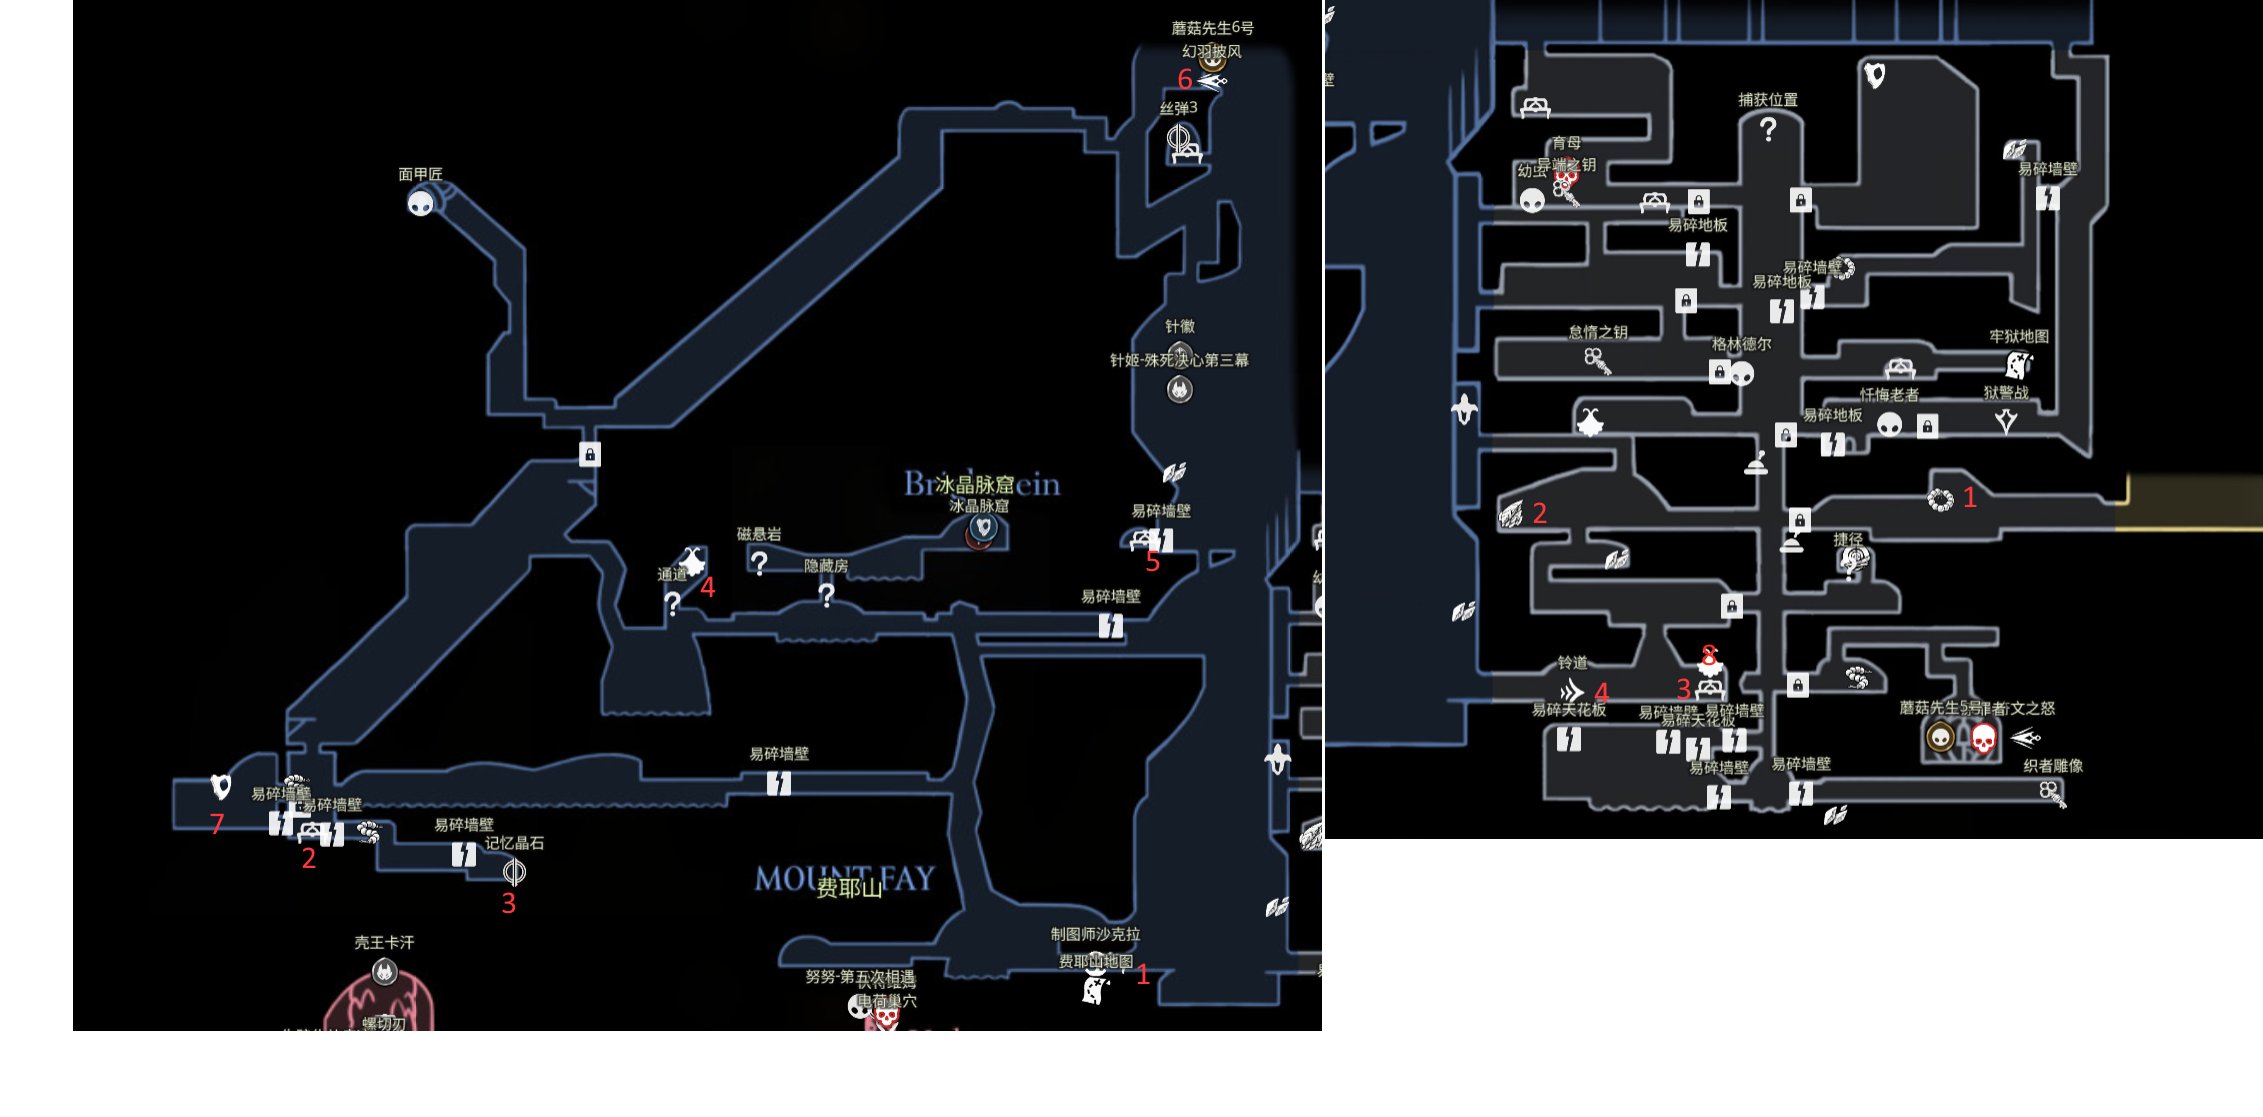 蘑菇先生6号
幻羽披风
6
丝弹3
面甲匠
针徽
针姬-殊死决心第三幕
冰晶脉窟
冰晶脉窟
易碎墙壁
5
磁悬岩
隐藏房
通道
4
易碎墙壁
易碎墙壁
7
易碎墙壁
易碎墙壁
2
易碎墙壁
记忆晶石
3
MOUNT FAY
费耶山
壳王卡汗
螺切刃
制图师沙克拉
费耶山地图
1
努努-第五次相遇
电荷巢穴
捕获位置
育母
异端之钥
幼虫
易碎地板
易碎墙壁
易碎墙壁
易碎地板
怠惰之钥
格林德尔
牢狱地图
忏悔老者
狱警战
易碎地板
2
1
捷径
8
铃道
4
3
易碎天花板
易碎墙壁
易碎墙壁
易碎天花板
易碎墙壁
易碎墙壁
蘑菇先生5号
符文之怒
织者雕像